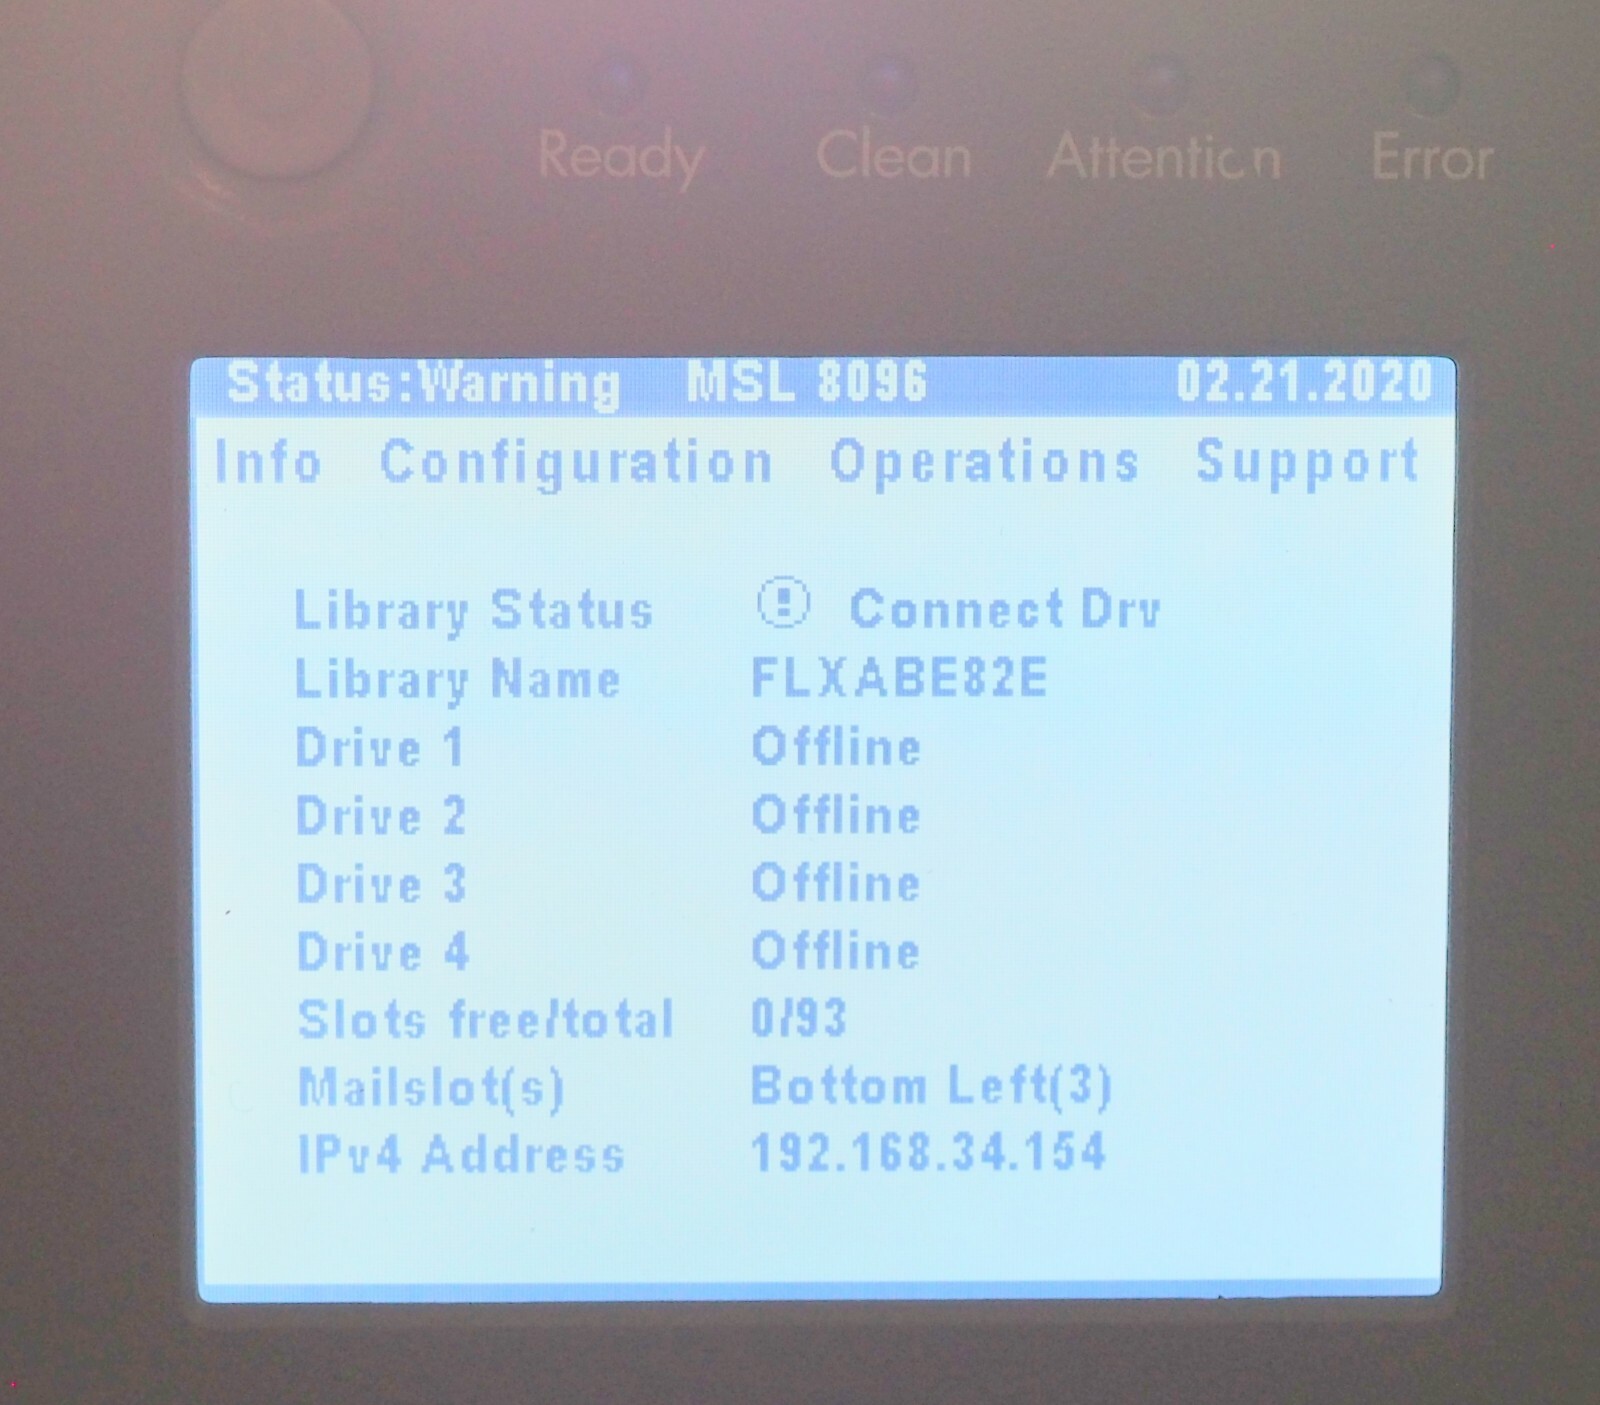 Ready Clean Attention Error
Status:Warning MSL 8096 02.21.2020
Info Configuration Operations Support
Library Status Connect Drv
Library Name FLXABE82E
Drive 1 Offline
Drive 2 Offline
Drive 3 Offline
Drive 4 Offline
Slots free/total 0/93
Mailslot(s) Bottom Left(3)
IPv4 Address 192.168.34.154